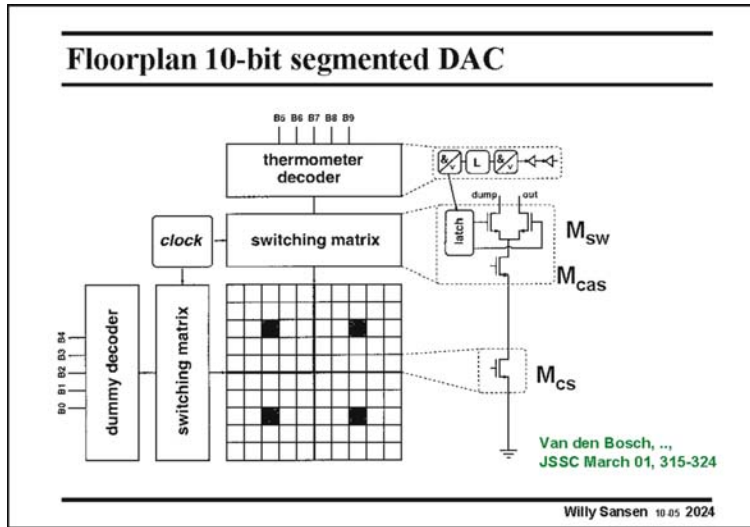 Floorplan 10-bit segmented DAC
B5 B6 B7 B8 B9
thermometer
decoder
&/v L &/v
dump out
latch
MSW
Mcas
clock
switching matrix
B4
B3
B2
B1
B0
dummy decoder
switching matrix
MCS
Van den Bosch, ..,
JSSC March 01, 315-324
Willy Sansen 10-05 2024